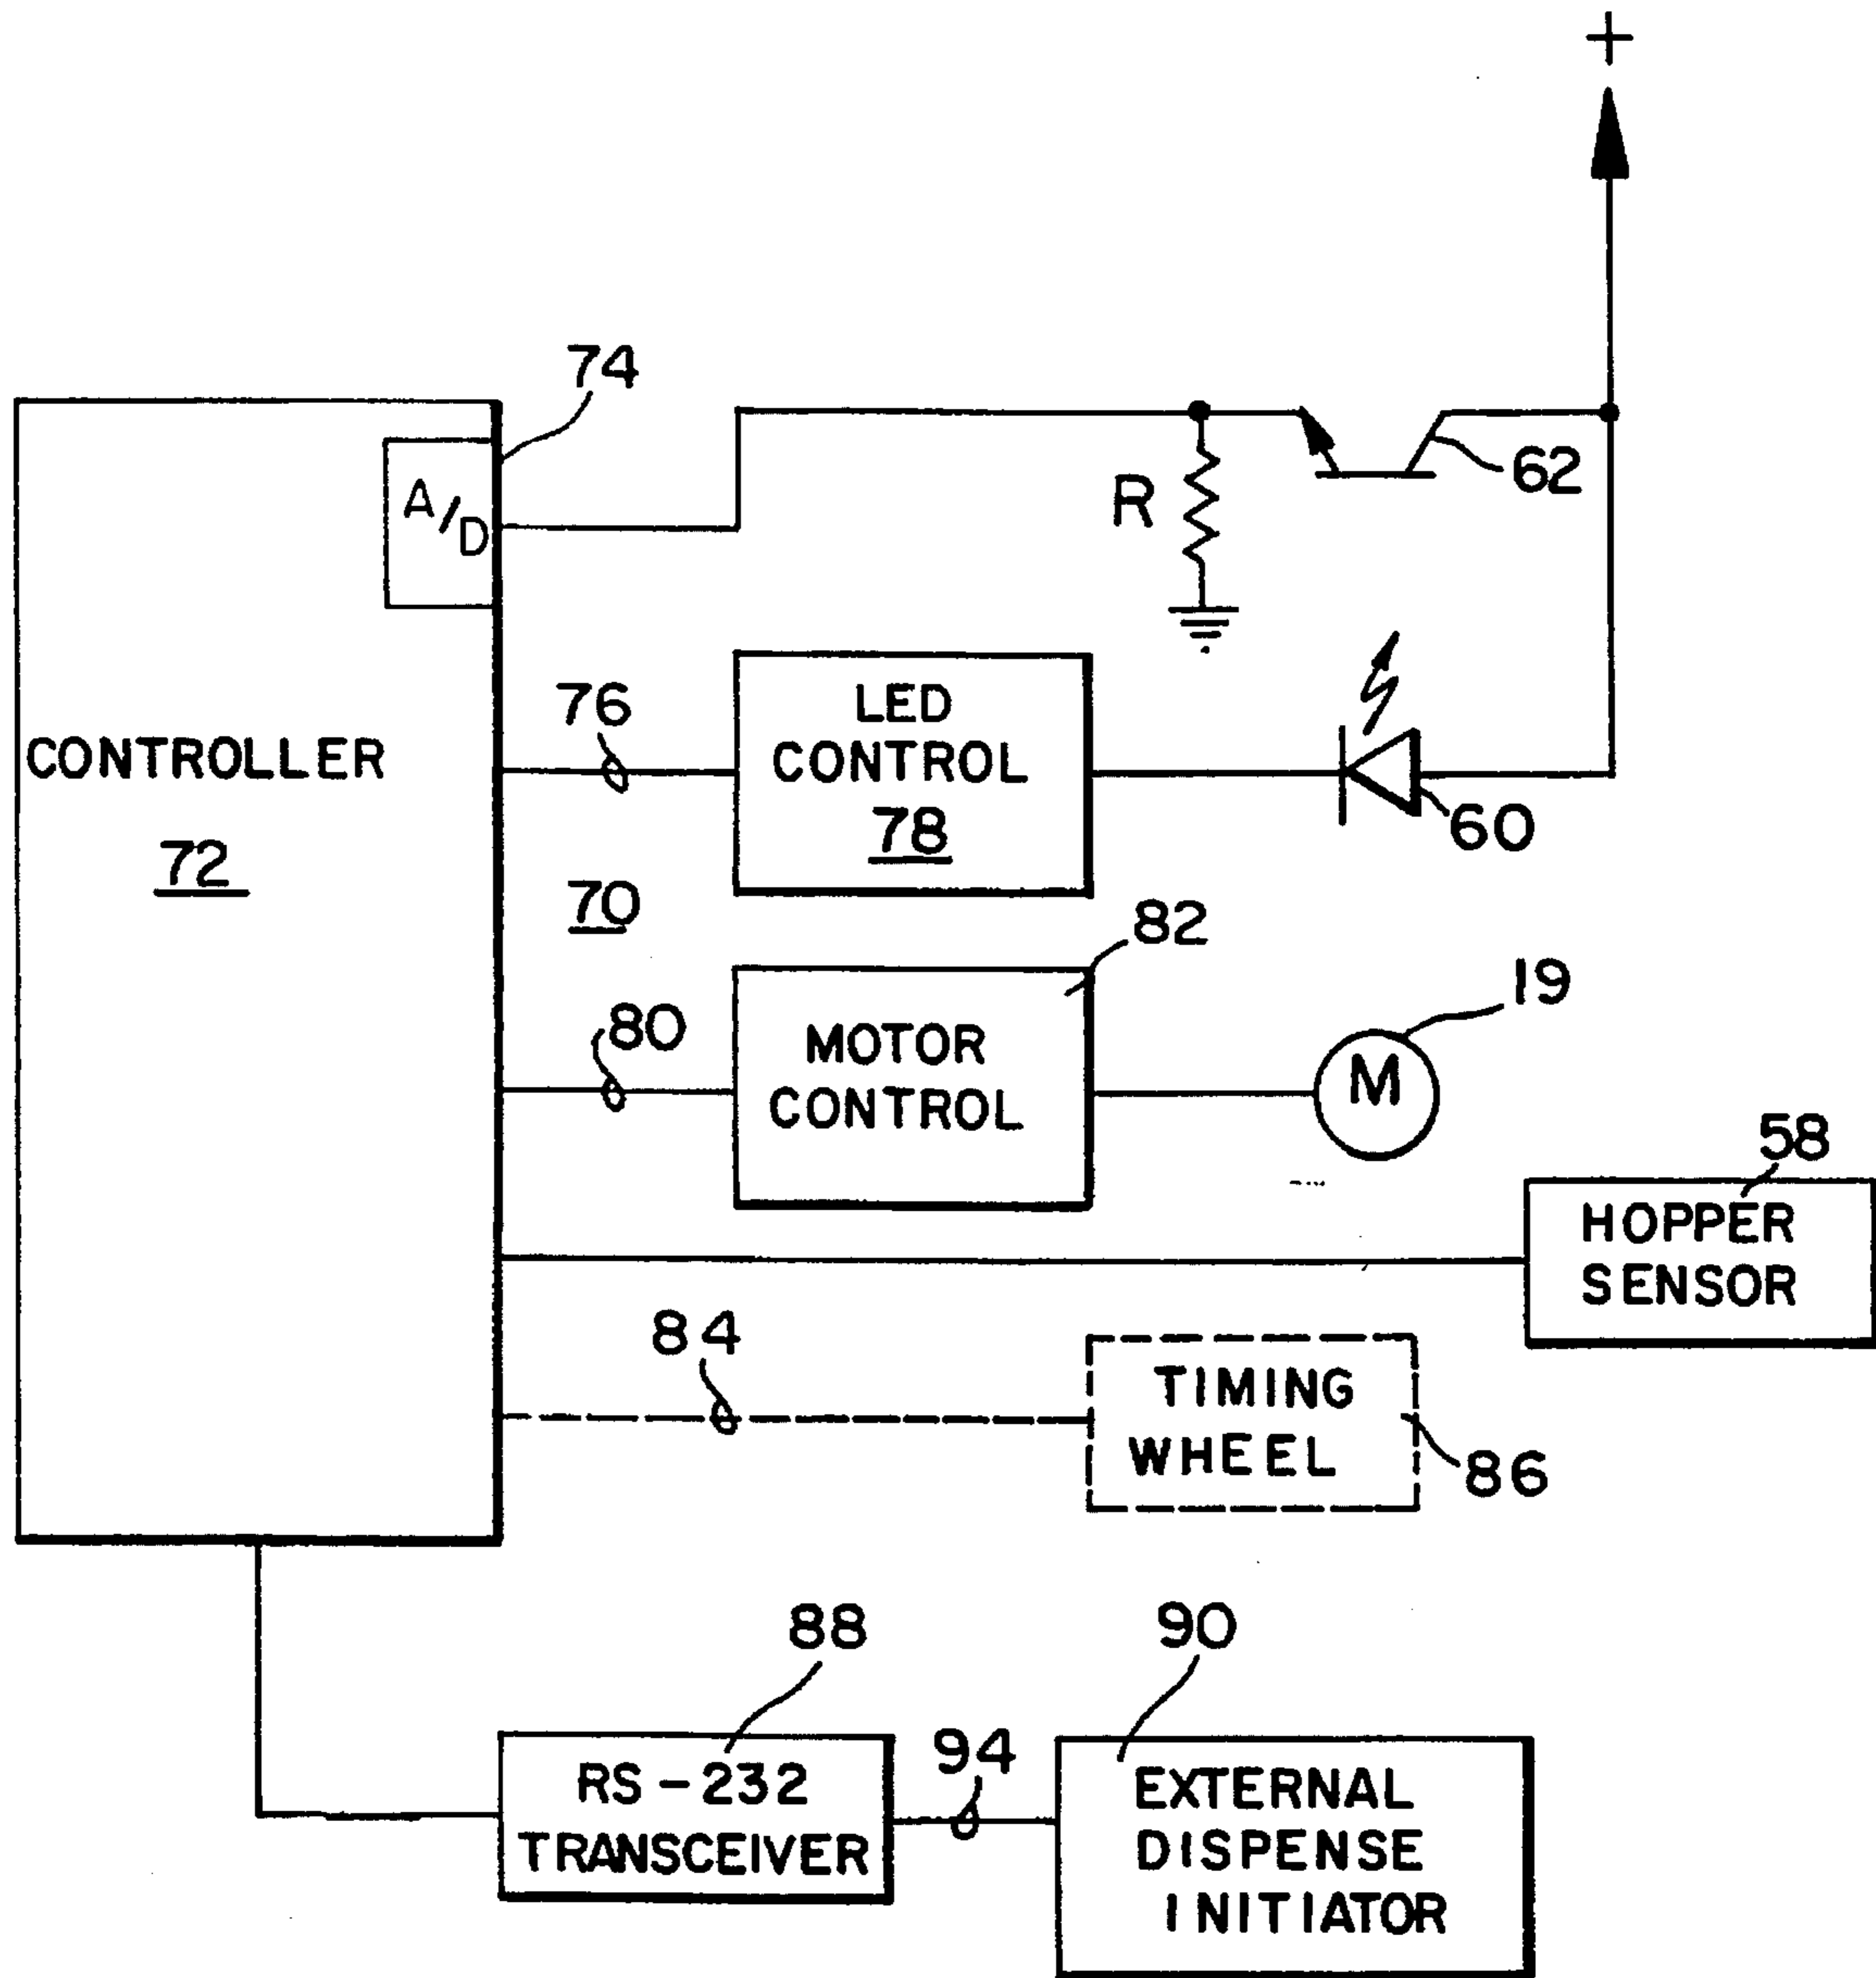 +
74
A/D
R
62
CONTROLLER
72
76
LED
CONTROL
78
60
70
82
80
MOTOR
CONTROL
19
M
58
HOPPER
SENSOR
84
TIMING
WHEEL
86
88
RS-232
TRANSCEIVER
94
90
EXTERNAL
DISPENSE
INITIATOR